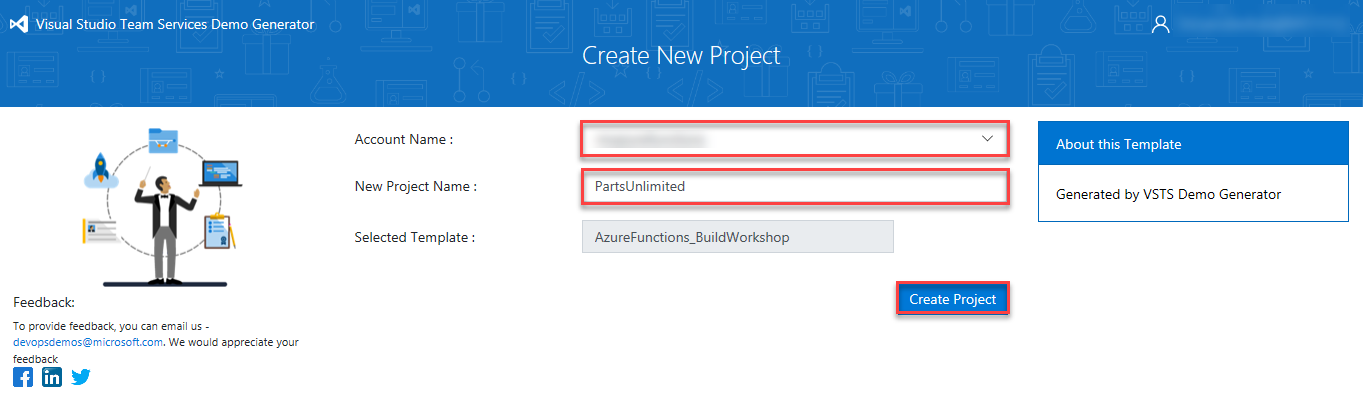 Visual Studio Team Services Demo Generator
Create New Project
Account Name :
New Project Name :
PartsUnlimited
Selected Template :
AzureFunctions_BuildWorkshop
Create Project
About this Template
Generated by VSTS Demo Generator
Feedback:
To provide feedback, you can email us -
devopsdemos@microsoft.com. We would appreciate your
feedback